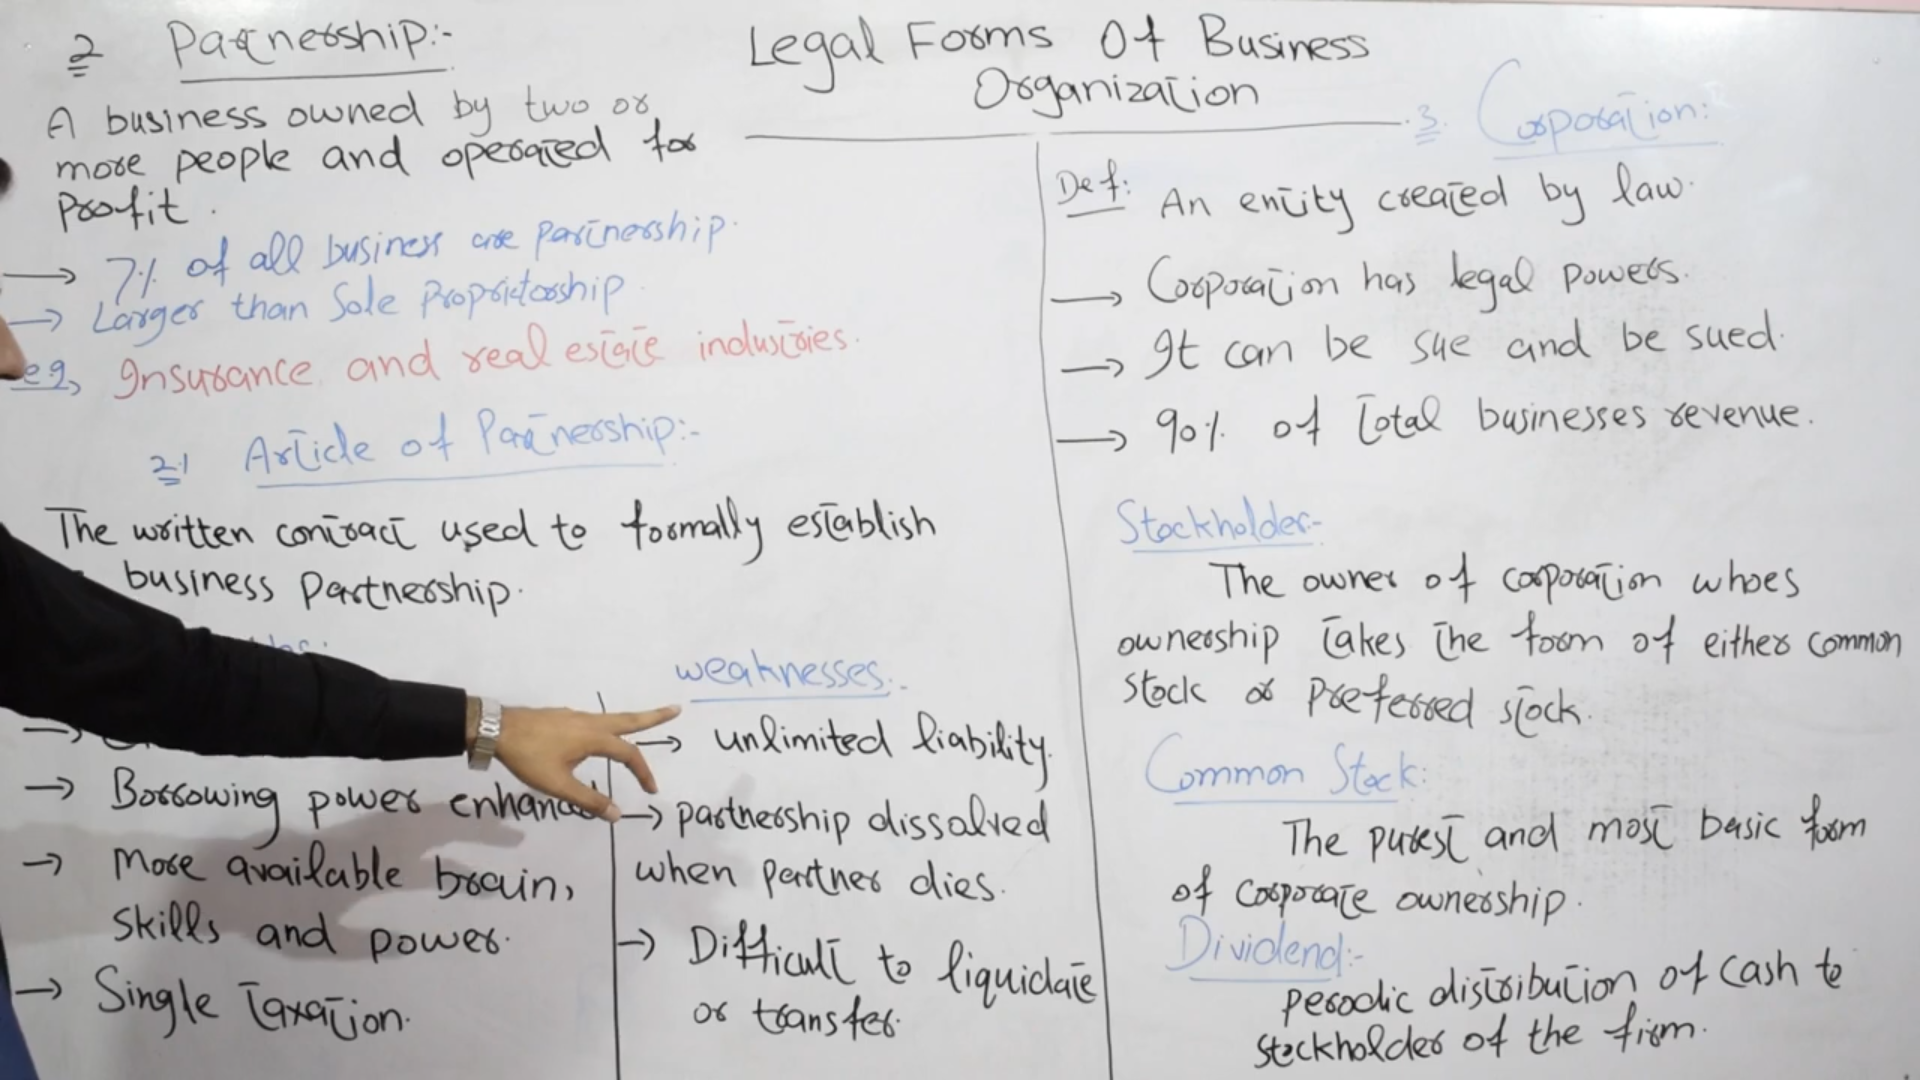 Legal Forms Of Business
Organization
2 Partnership:-
A business owned by two or
more people and operated for
Profit.
→ 7% of all business are partnership.
→ Larger than Sole Proprietorship.
eg, Insurance and real estate industries.
2.1 Article of Partnership:-
The written contract used to formally establish
business Partnership.
→ Borrowing power enhanced
→ More available brain,
skills and power.
→ Single taxation.
weaknesses:-
→ unlimited liability.
→ partnership dissolved
when partner dies.
→ Difficult to liquidate
or transfer.
3. Corporation:
Def: An entity created by law.
→ Corporation has legal powers.
→ It can be sue and be sued.
→ 90% of total businesses revenue.
Stockholder:-
The owner of corporation whoes
ownership takes the form of either common
stock or preferred stock.
Common Stock:
The purest and most basic form
of corporate ownership.
Dividend:-
perodic distribution of cash to
stockholder of the firm.